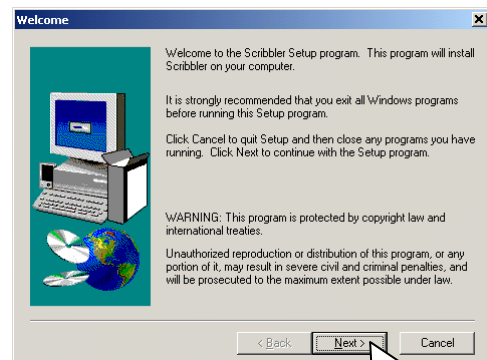 Welcome
Welcome to the Scribbler Setup program. This program will install
Scribbler on your computer.
It is strongly recommended that you exit all Windows programs
before running this Setup program.
Click Cancel to quit Setup and then close any programs you have
running. Click Next to continue with the Setup program.
WARNING: This program is protected by copyright law and
international treaties.
Unauthorized reproduction or distribution of this program, or any
portion of it, may result in severe civil and criminal penalties, and
will be prosecuted to the maximum extent possible under law.
< Back Next > Cancel